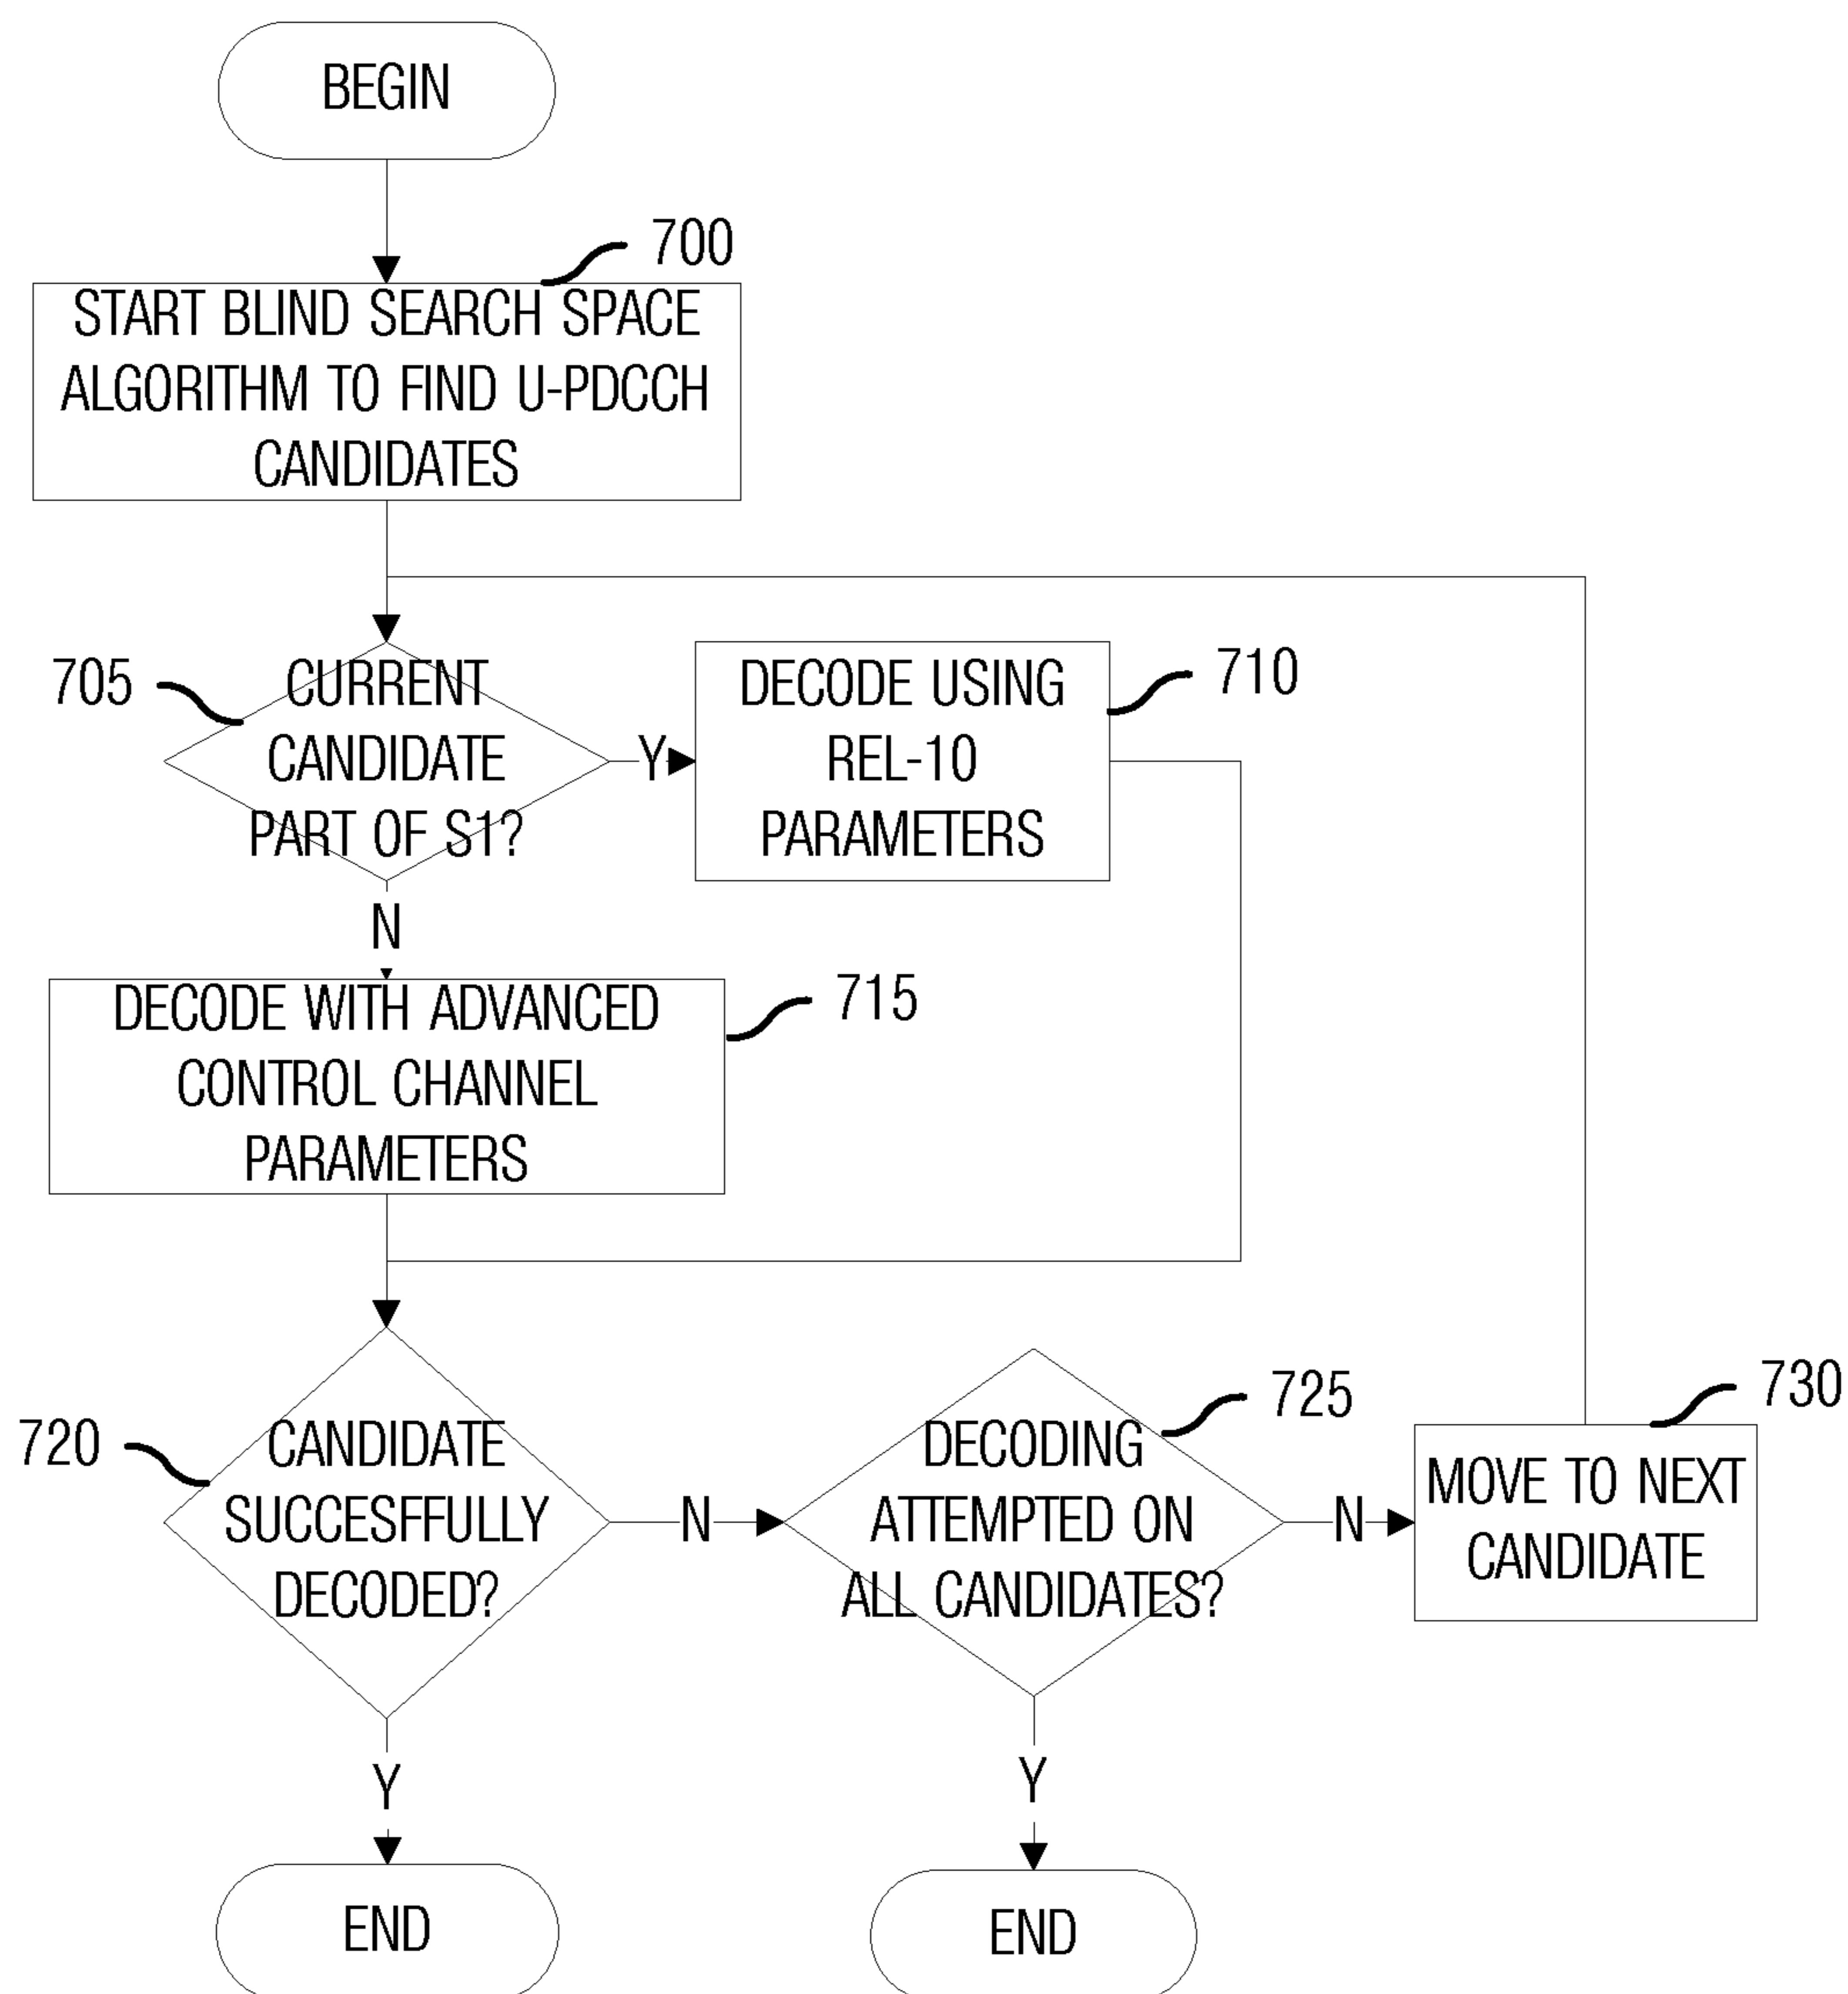 BEGIN
700
START BLIND SEARCH SPACE
ALGORITHM TO FIND U-PDCCH
CANDIDATES
705
CURRENT
CANDIDATE
PART OF S1?
Y
DECODE USING
REL-10
PARAMETERS
710
N
DECODE WITH ADVANCED
CONTROL CHANNEL
PARAMETERS
715
720
CANDIDATE
SUCCESFFULLY
DECODED?
N
DECODING
ATTEMPTED ON
ALL CANDIDATES?
725
N
MOVE TO NEXT
CANDIDATE
730
Y
Y
END
END